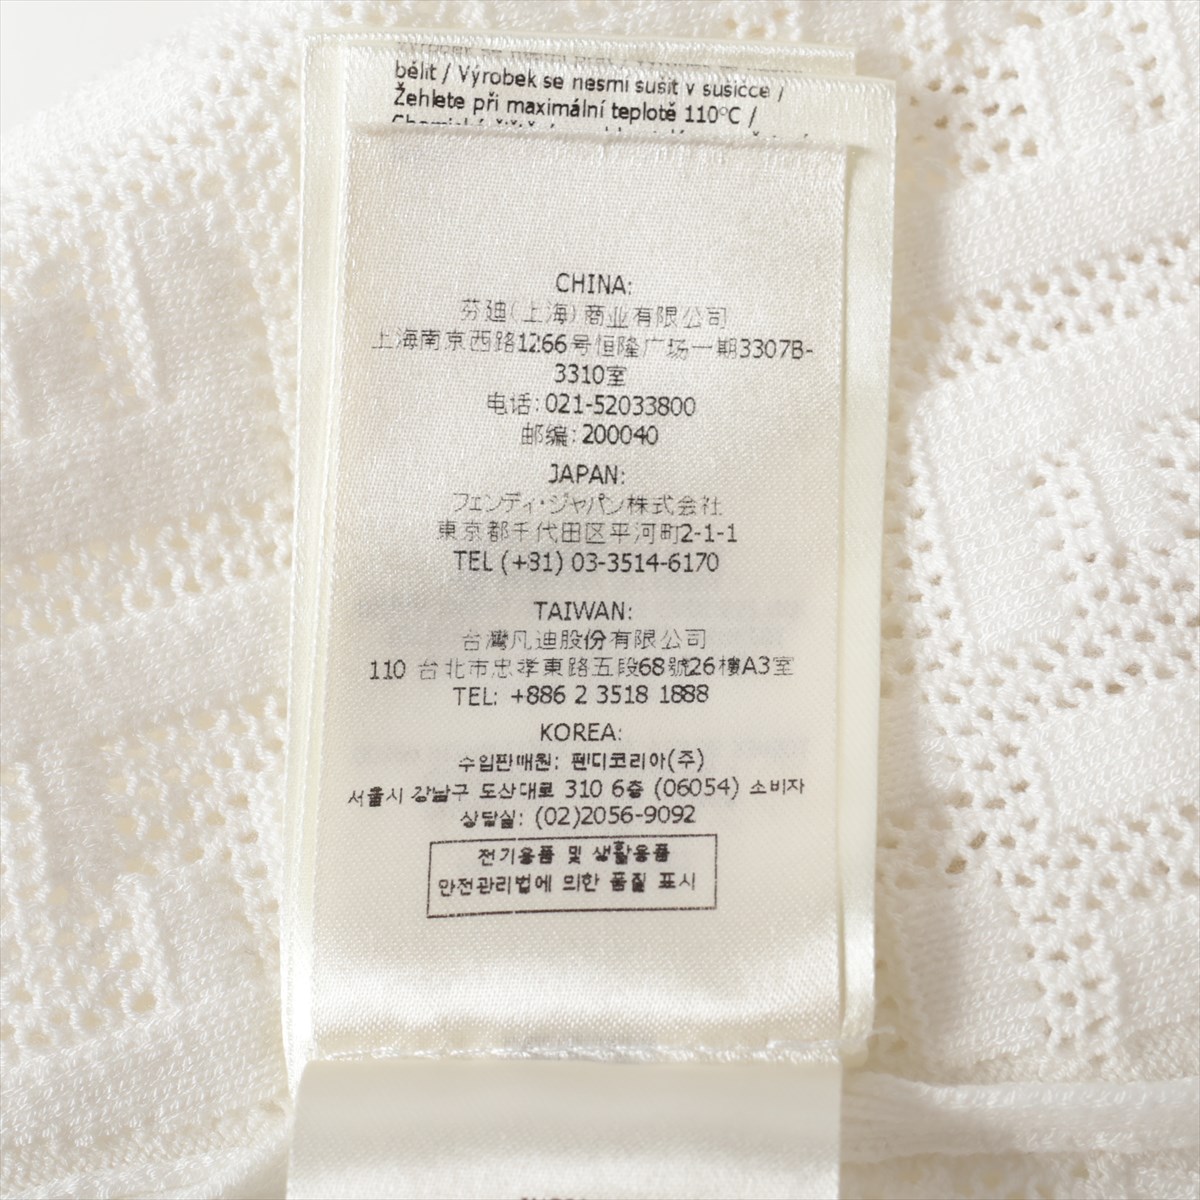 bělit / Výrobek se nesmí sušit v sušičce /
Žehlete při maximální teplotě 110°C /
CHINA:
芬迪(上海)商业有限公司
上海南京西路1266号恒隆广场一期3307B-
3310室
电话: 021-52033800
邮编: 200040
JAPAN:
フェンディ・ジャパン株式会社
東京都千代田区平河町2-1-1
TEL (+81) 03-3514-6170
TAIWAN:
台灣凡迪股份有限公司
110 台北市忠孝東路五段68號26樓A3室
TEL: +886 2 3518 1888
KOREA:
수입판매원: 펜디코리아(주)
서울시 강남구 도산대로 310 6층 (06054) 소비자
상담실: (02)2056-9092
전기용품 및 생활용품
안전관리법에 의한 품질 표시